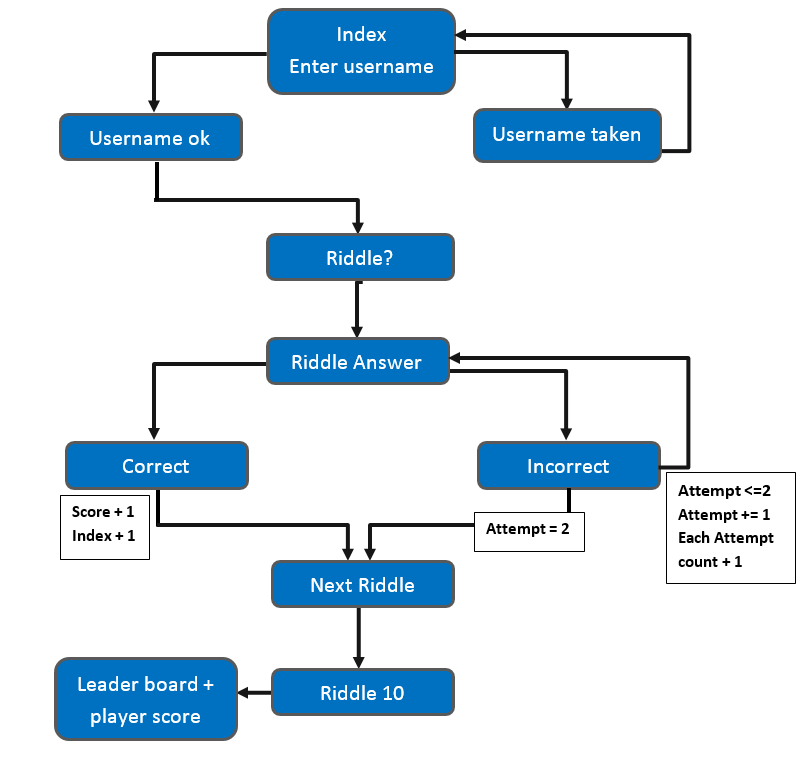 Index
Enter username
Username ok
Username taken
Riddle?
Riddle Answer
Correct
Incorrect
Score + 1
Index + 1
Attempt = 2
Attempt <=2
Attempt += 1
Each Attempt
count + 1
Next Riddle
Leader board +
player score
Riddle 10